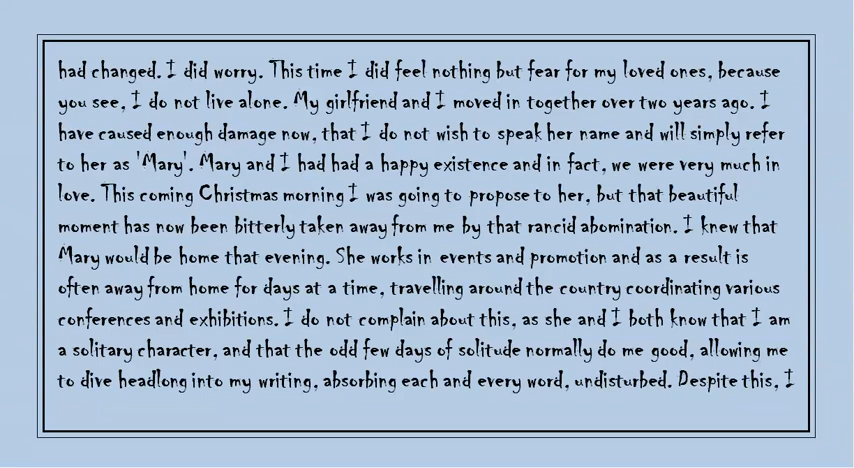 had changed. I did worry. This time I did feel nothing but fear for my loved ones, because
you see, I do not live alone. My girlfriend and I moved in together over two years ago. I
have caused enough damage now, that I do not wish to speak her name and will simply refer
to her as 'Mary'. Mary and I had had a happy existence and in fact, we were very much in
love. This coming Christmas morning I was going to propose to her, but that beautiful
moment has now been bitterly taken away from me by that rancid abomination. I knew that
Mary would be home that evening. She works in events and promotion and as a result is
often away from home for days at a time, travelling around the country coordinating various
conferences and exhibitions. I do not complain about this, as she and I both know that I am
a solitary character, and that the odd few days of solitude normally do me good, allowing me
to dive headlong into my writing, absorbing each and every word, undisturbed. Despite this, I